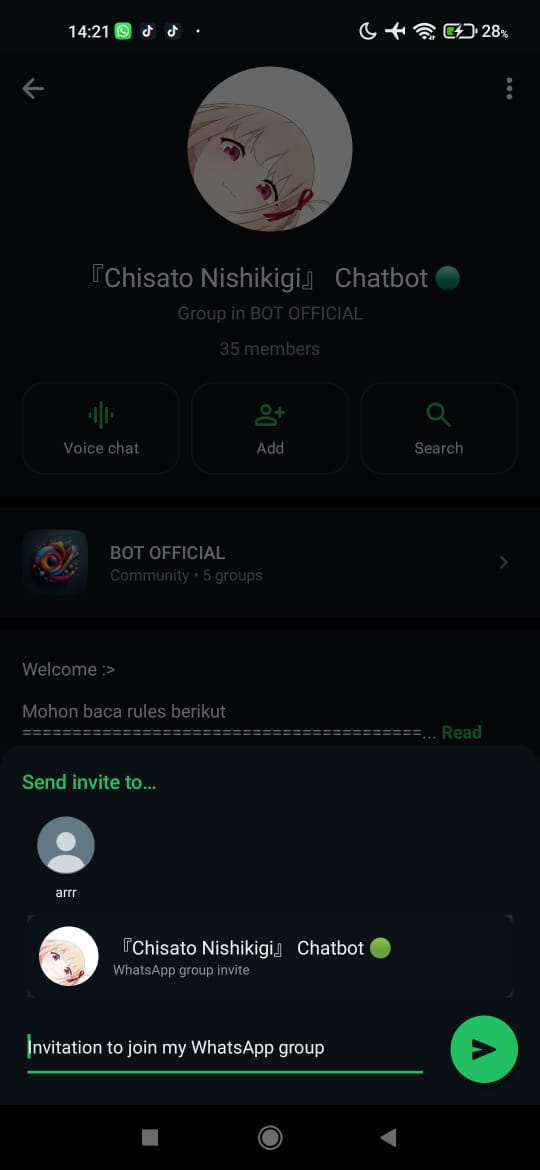 14:21
28%
『Chisato Nishikigi』 Chatbot
Group in BOT OFFICIAL
35 members
Voice chat
Add
Search
BOT OFFICIAL
Community • 5 groups
Welcome :>
Mohon baca rules berikut
========================================... Read
Send invite to...
arrr
『Chisato Nishikigi』 Chatbot
WhatsApp group invite
Invitation to join my WhatsApp group